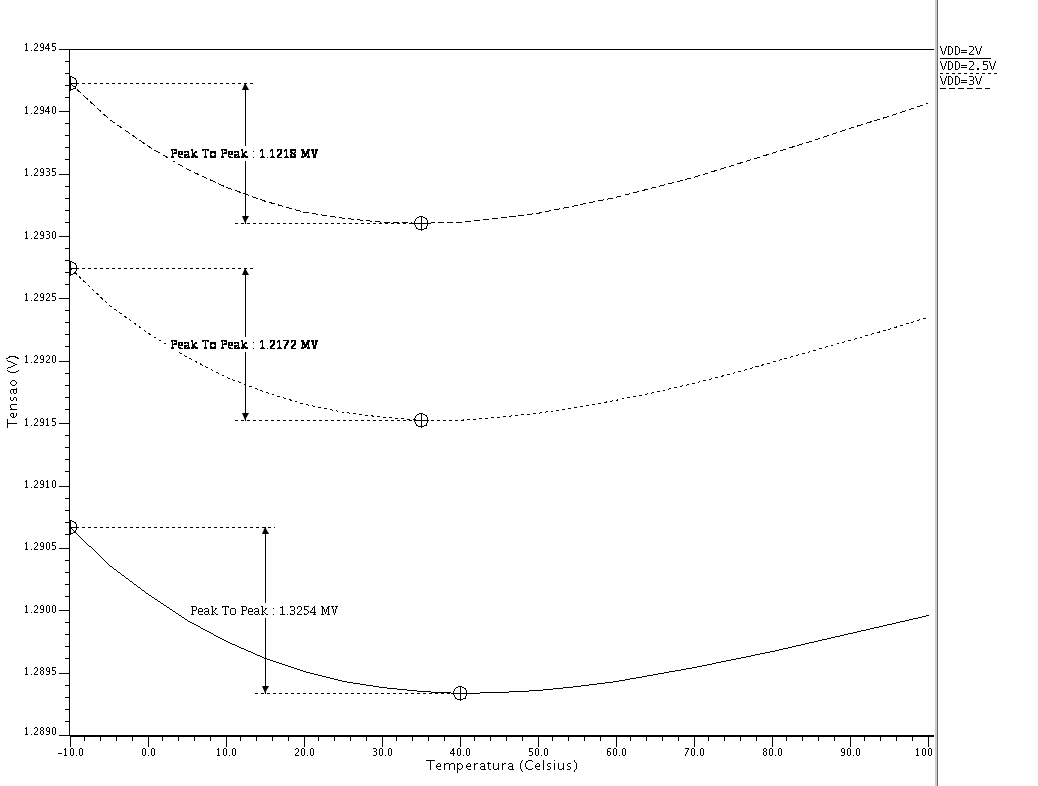 1.2945
VDD=2V
VDD=2.5V
VDD=3V
1.2940
Peak To Peak : 1.1218 MV
1.2935
1.2930
1.2925
Peak To Peak : 1.2172 MV
1.2920
Tensao (V)
1.2915
1.2910
1.2905
Peak To Peak : 1.3254 MV
1.2900
1.2895
1.2890
-10.0 0.0 10.0 20.0 30.0 40.0 50.0 60.0 70.0 80.0 90.0 100
Temperatura (Celsius)